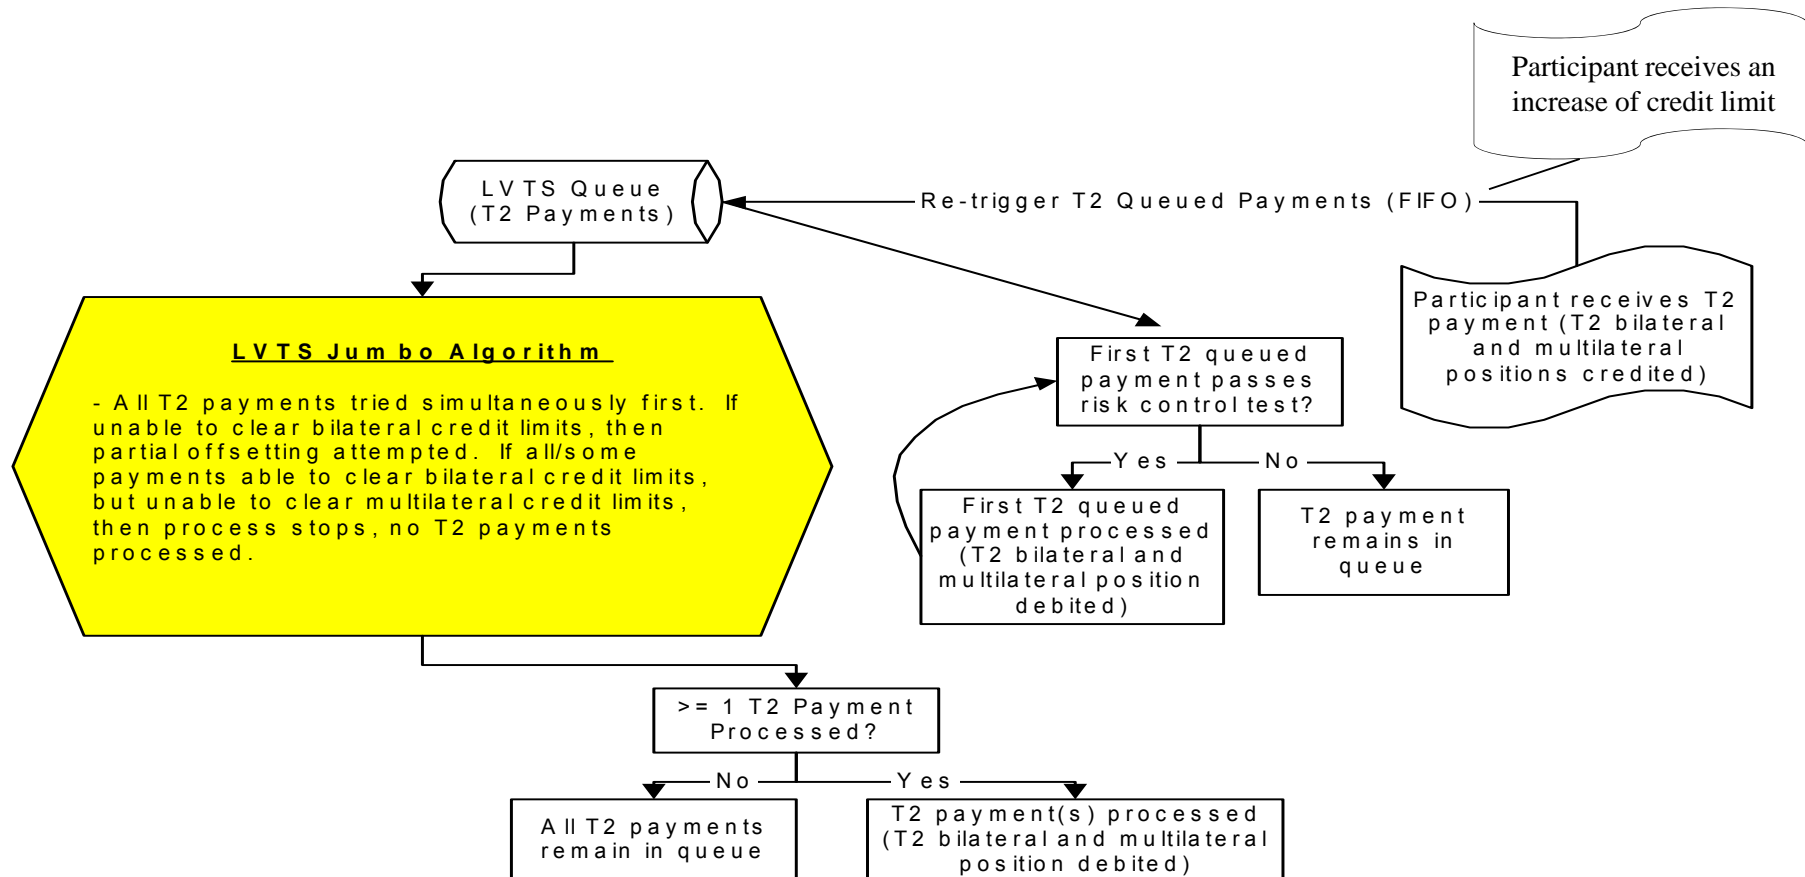 Participant receives an
increase of credit limit
LVTS Queue
(T2 Payments)
Re-trigger T2 Queued Payments (FIFO)
Participant receives T2
payment (T2 bilateral
and multilateral
positions credited)
LVTS Jumbo Algorithm
- All T2 payments tried simultaneously first. If
unable to clear bilateral credit limits, then
partial offsetting attempted. If all/some
payments able to clear bilateral credit limits,
but unable to clear multilateral credit limits,
then process stops, no T2 payments
processed.
First T2 queued
payment passes
risk control test?
Yes
No
First T2 queued
payment processed
(T2 bilateral and
multilateral position
debited)
T2 payment
remains in
queue
>= 1 T2 Payment
Processed?
No
Yes
All T2 payments
remain in queue
T2 payment(s) processed
(T2 bilateral and multilateral
position debited)